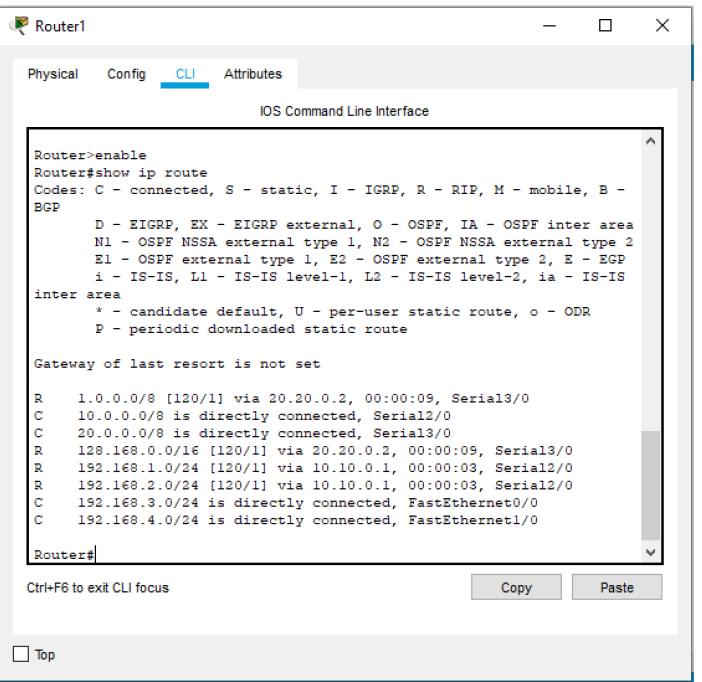 Router1
Physical Config CLI Attributes
IOS Command Line Interface
Router>enable
Router#show ip route
Codes: C - connected, S - static, I - IGRP, R - RIP, M - mobile, B -
BGP
D - EIGRP, EX - EIGRP external, O - OSPF, IA - OSPF inter area
N1 - OSPF NSSA external type 1, N2 - OSPF NSSA external type 2
E1 - OSPF external type 1, E2 - OSPF external type 2, E - EGP
i - IS-IS, L1 - IS-IS level-1, L2 - IS-IS level-2, ia - IS-IS
inter area
* - candidate default, U - per-user static route, o - ODR
P - periodic downloaded static route
Gateway of last resort is not set
R 1.0.0.0/8 [120/1] via 20.20.0.2, 00:00:09, Serial3/0
C 10.0.0.0/8 is directly connected, Serial2/0
C 20.0.0.0/8 is directly connected, Serial3/0
R 128.168.0.0/16 [120/1] via 20.20.0.2, 00:00:09, Serial3/0
R 192.168.1.0/24 [120/1] via 10.10.0.1, 00:00:03, Serial2/0
R 192.168.2.0/24 [120/1] via 10.10.0.1, 00:00:03, Serial2/0
C 192.168.3.0/24 is directly connected, FastEthernet0/0
C 192.168.4.0/24 is directly connected, FastEthernet1/0
Router#
Ctrl+F6 to exit CLI focus Copy Paste
Top